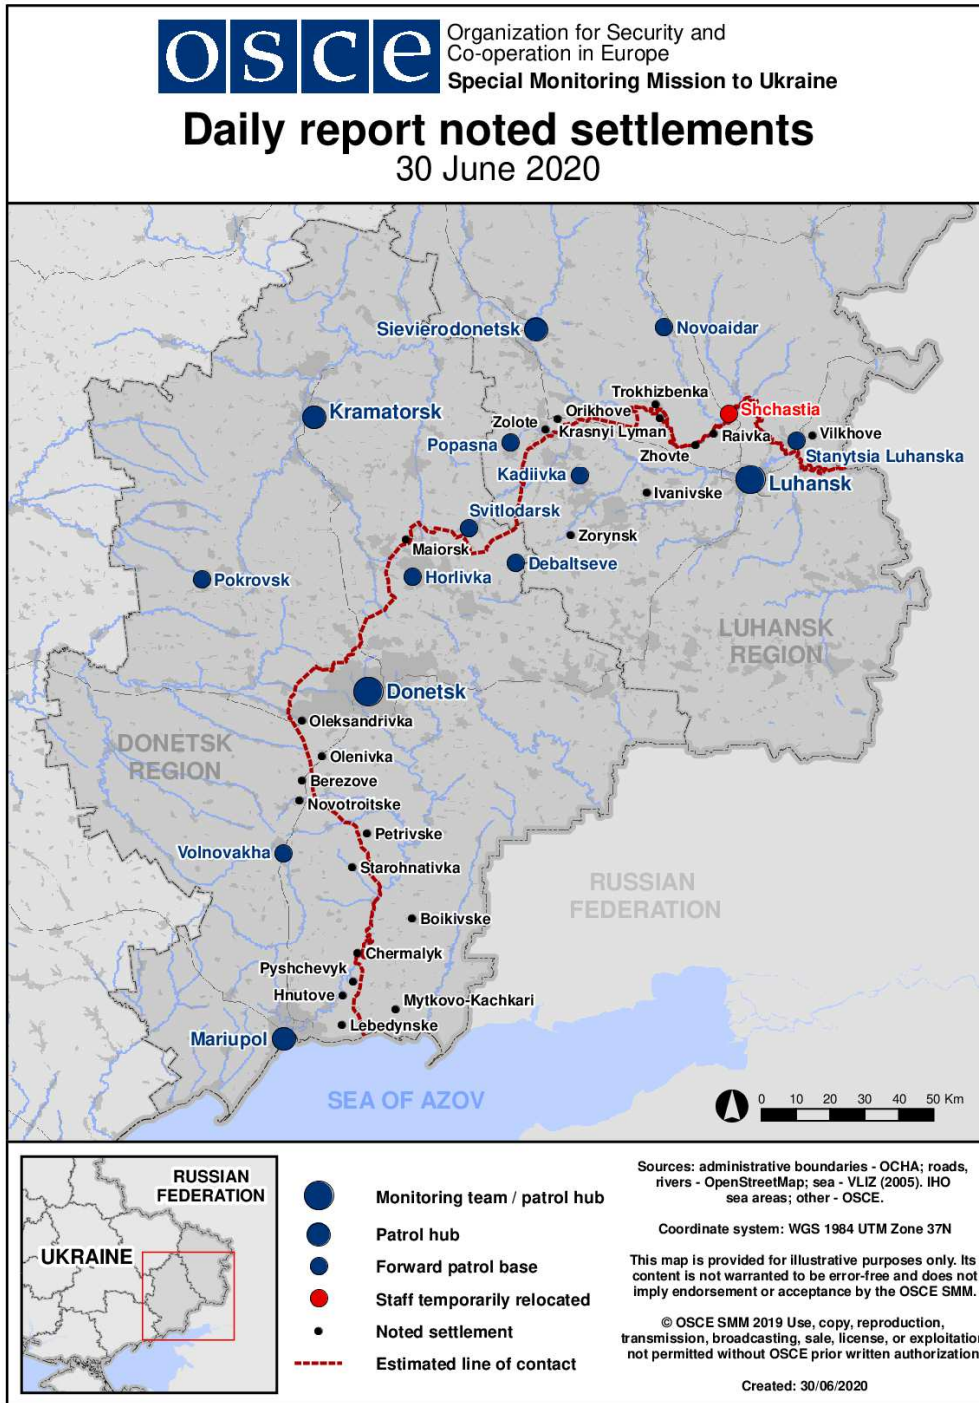 osce
Organization for Security and
Co-operation in Europe
Special Monitoring Mission to Ukraine
Daily report noted settlements
30 June 2020
Sievierodonetsk
Novoaidar
Trokhizbenka
Kramatorsk
Orikhove
Shchastia
Zolote
Krasnyi Lyman
Raivka
Vilkhove
Popasna
Zhovte
Stanytsia Luhanska
Kadiivka
Luhansk
Ivanivske
Svitlodarsk
Zorynsk
Maiorsk
Debaltseve
Pokrovsk
Horlivka
LUHANSK
REGION
Donetsk
Oleksandrivka
DONETSK
REGION
Olenivka
Berezove
Novotroitske
Petrivske
Volnovakha
Starohnativka
RUSSIAN
FEDERATION
Boikivske
Chermalyk
Pyshchevyk
Hnutove
Mytkovo-Kachkari
Lebedynske
Mariupol
SEA OF AZOV
0 10 20 30 40 50 Km
RUSSIAN
FEDERATION
UKRAINE
Monitoring team / patrol hub
Patrol hub
Forward patrol base
Staff temporarily relocated
Noted settlement
Estimated line of contact
Sources: administrative boundaries - OCHA; roads,
rivers - OpenStreetMap; sea - VLIZ (2005). IHO
sea areas; other - OSCE.
Coordinate system: WGS 1984 UTM Zone 37N
This map is provided for illustrative purposes only. Its
content is not warranted to be error-free and does not
imply endorsement or acceptance by the OSCE SMM.
© OSCE SMM 2019 Use, copy, reproduction,
transmission, broadcasting, sale, license, or exploitation
not permitted without OSCE prior written authorization
Created: 30/06/2020